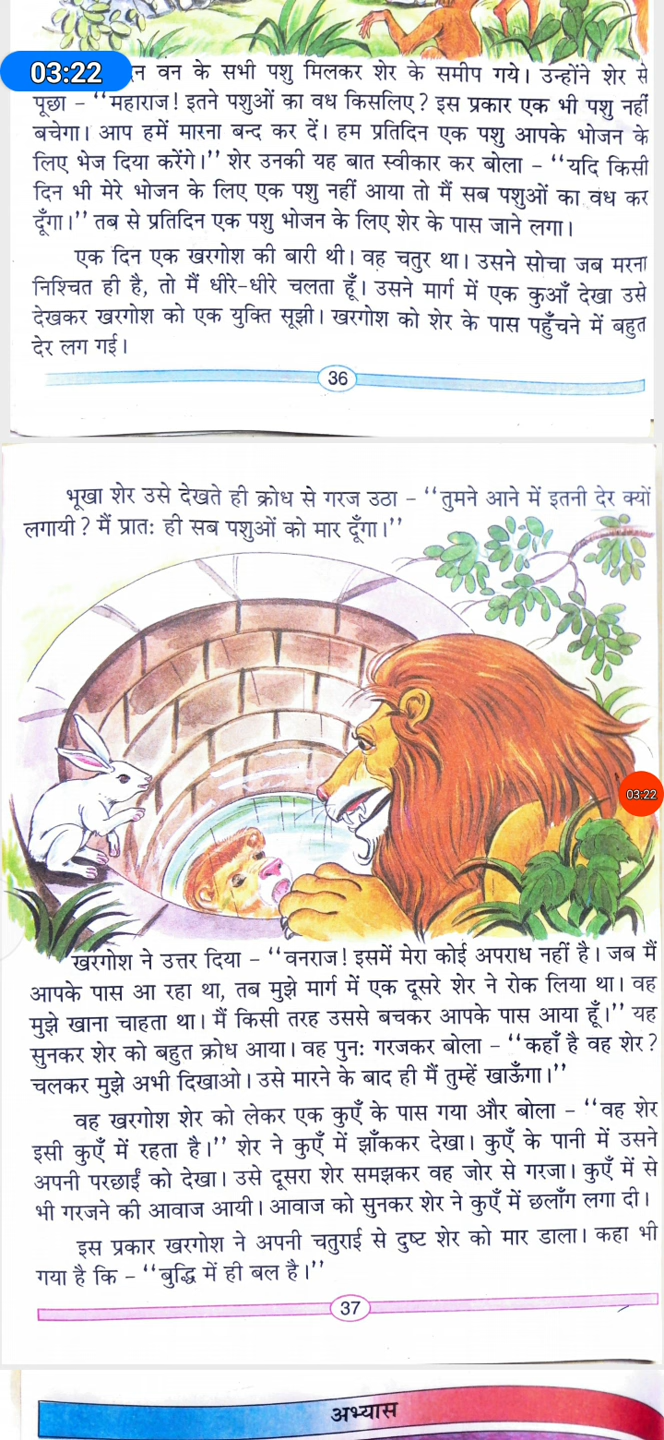 03:22
न वन के सभी पशु मिलकर शेर के समीप गये। उन्होंने शेर से
पूछा – ‘‘महाराज! इतने पशुओं का वध किसलिए? इस प्रकार एक भी पशु नहीं
बचेगा। आप हमें मारना बन्द कर दें। हम प्रतिदिन एक पशु आपके भोजन के
लिए भेज दिया करेंगे।’’ शेर उनकी यह बात स्वीकार कर बोला – ‘‘यदि किसी
दिन भी मेरे भोजन के लिए एक पशु नहीं आया तो मैं सब पशुओं का वध कर
दूँगा।’’ तब से प्रतिदिन एक पशु भोजन के लिए शेर के पास जाने लगा।
एक दिन एक खरगोश की बारी थी। वह चतुर था। उसने सोचा जब मरना
निश्चित ही है, तो मैं धीरे-धीरे चलता हूँ। उसने मार्ग में एक कुआँ देखा उसे
देखकर खरगोश को एक युक्ति सूझी। खरगोश को शेर के पास पहुँचने में बहुत
देर लग गई।
36
भूखा शेर उसे देखते ही क्रोध से गरज उठा – ‘‘तुमने आने में इतनी देर क्यों
लगायी? मैं प्रातः ही सब पशुओं को मार दूँगा।’’
03:22
खरगोश ने उत्तर दिया – ‘‘वनराज! इसमें मेरा कोई अपराध नहीं है। जब मैं
आपके पास आ रहा था, तब मुझे मार्ग में एक दूसरे शेर ने रोक लिया था। वह
मुझे खाना चाहता था। मैं किसी तरह उससे बचकर आपके पास आया हूँ।’’ यह
सुनकर शेर को बहुत क्रोध आया। वह पुनः गरजकर बोला – ‘‘कहाँ है वह शेर?
चलकर मुझे अभी दिखाओ। उसे मारने के बाद ही मैं तुम्हें खाऊँगा।’’
वह खरगोश शेर को लेकर एक कुएँ के पास गया और बोला – ‘‘वह शेर
इसी कुएँ में रहता है।’’ शेर ने कुएँ में झाँककर देखा। कुएँ के पानी में उसने
अपनी परछाईं को देखा। उसे दूसरा शेर समझकर वह जोर से गरजा। कुएँ में से
भी गरजने की आवाज आयी। आवाज को सुनकर शेर ने कुएँ में छलाँग लगा दी।
इस प्रकार खरगोश ने अपनी चतुराई से दुष्ट शेर को मार डाला। कहा भी
गया है कि – ‘‘बुद्धि में ही बल है।’’
37
अभ्यास